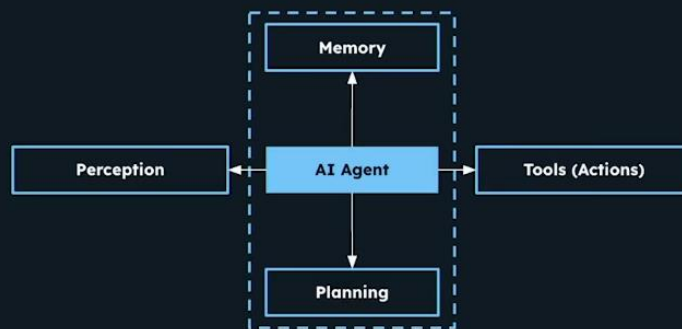 Memory
Perception
AI Agent
Tools (Actions)
Planning